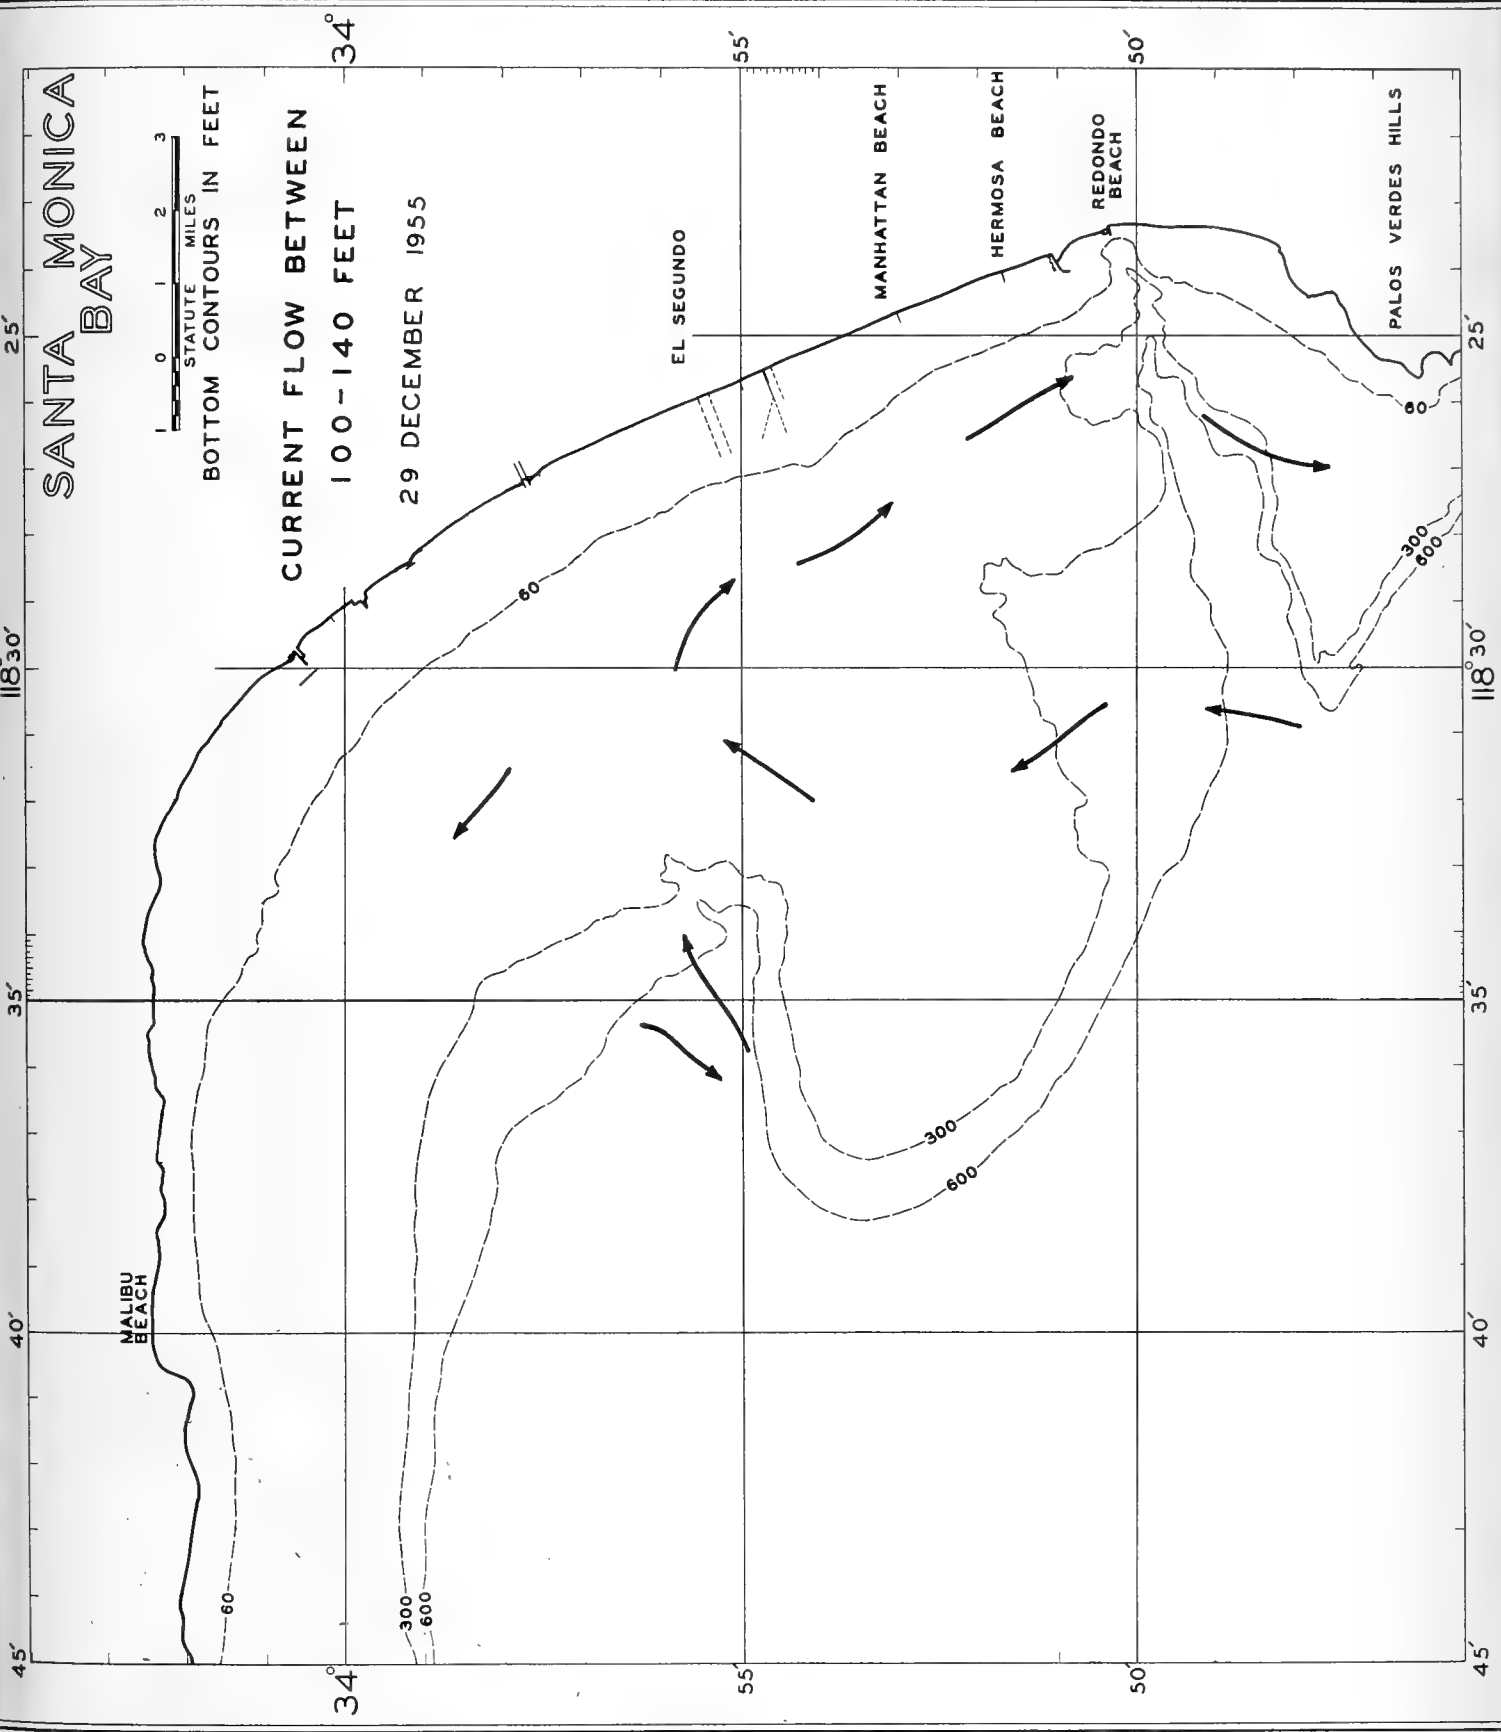 SANTA MONICA
BAY
1 0 1 2 3
STATUTE MILES
BOTTOM CONTOURS IN FEET
CURRENT FLOW BETWEEN
100-140 FEET
29 DECEMBER 1955
EL SEGUNDO
MANHATTAN BEACH
HERMOSA BEACH
REDONDO
BEACH
PALOS VERDES HILLS
MALIBU
BEACH
45′
40′
35′
118°30′
25′
34°
55′
50′
34°
55′
50′
45′
40′
35′
118°30′
25′
60
300
600
60
300
600
300
600
60